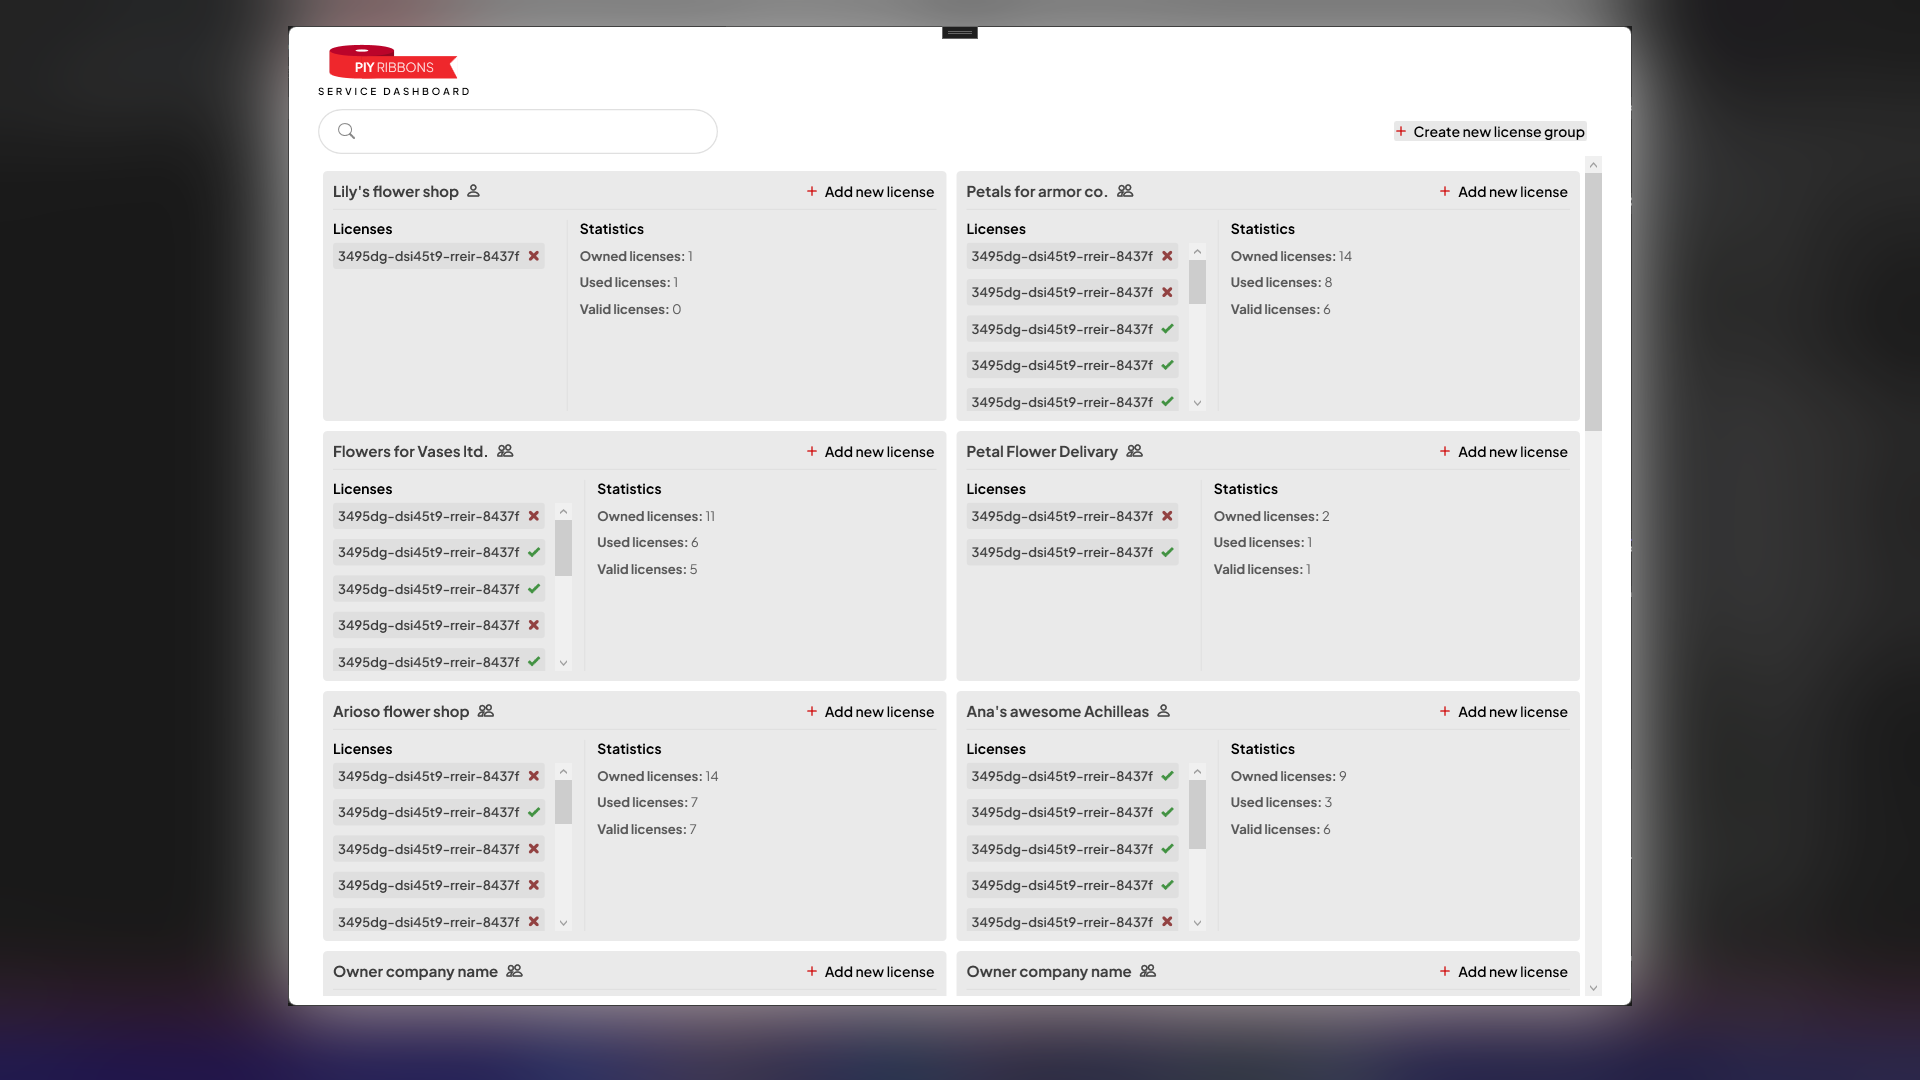 PIY RIBBONS
SERVICE DASHBOARD
+ Create new license group
Lily's flower shop
+ Add new license
Licenses
3495dg-dsi45t9-rreir-8437f
Statistics
Owned licenses: 1
Used licenses: 1
Valid licenses: 0
Petals for armor co.
+ Add new license
Licenses
3495dg-dsi45t9-rreir-8437f
3495dg-dsi45t9-rreir-8437f
3495dg-dsi45t9-rreir-8437f
3495dg-dsi45t9-rreir-8437f
3495dg-dsi45t9-rreir-8437f
Statistics
Owned licenses: 14
Used licenses: 8
Valid licenses: 6
Flowers for Vases ltd.
+ Add new license
Licenses
3495dg-dsi45t9-rreir-8437f
3495dg-dsi45t9-rreir-8437f
3495dg-dsi45t9-rreir-8437f
3495dg-dsi45t9-rreir-8437f
3495dg-dsi45t9-rreir-8437f
Statistics
Owned licenses: 11
Used licenses: 6
Valid licenses: 5
Petal Flower Delivary
+ Add new license
Licenses
3495dg-dsi45t9-rreir-8437f
3495dg-dsi45t9-rreir-8437f
Statistics
Owned licenses: 2
Used licenses: 1
Valid licenses: 1
Arioso flower shop
+ Add new license
Licenses
3495dg-dsi45t9-rreir-8437f
3495dg-dsi45t9-rreir-8437f
3495dg-dsi45t9-rreir-8437f
3495dg-dsi45t9-rreir-8437f
3495dg-dsi45t9-rreir-8437f
Statistics
Owned licenses: 14
Used licenses: 7
Valid licenses: 7
Ana's awesome Achilleas
+ Add new license
Licenses
3495dg-dsi45t9-rreir-8437f
3495dg-dsi45t9-rreir-8437f
3495dg-dsi45t9-rreir-8437f
3495dg-dsi45t9-rreir-8437f
3495dg-dsi45t9-rreir-8437f
Statistics
Owned licenses: 9
Used licenses: 3
Valid licenses: 6
Owner company name
+ Add new license
Owner company name
+ Add new license